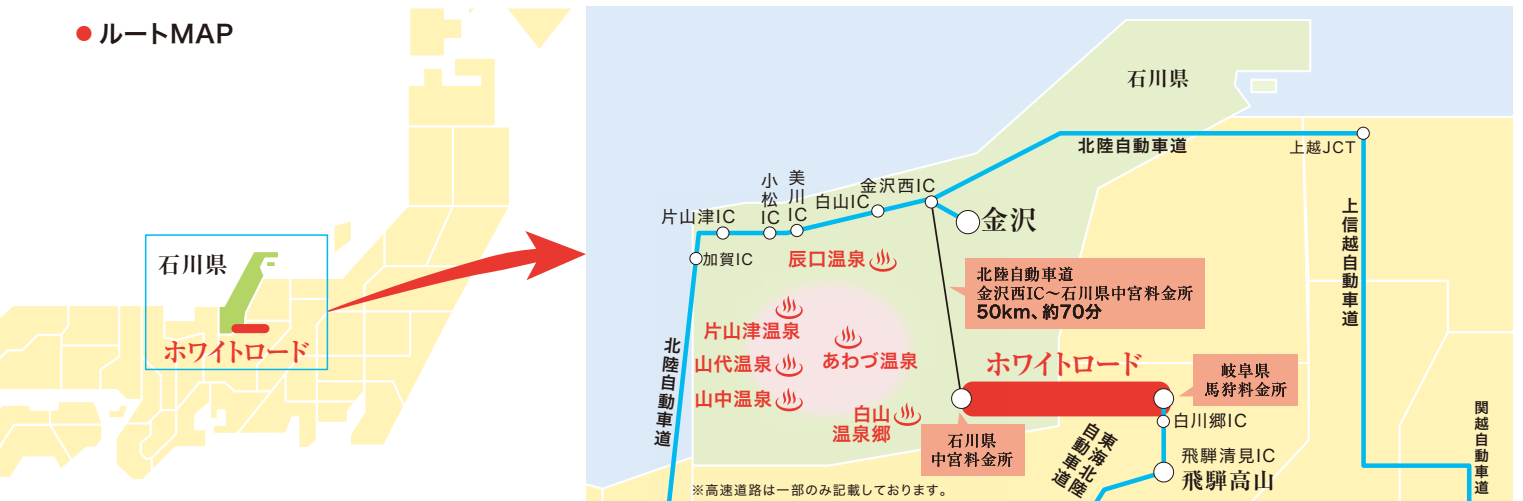 ● ルートMAP
石川県
ホワイトロード
石川県
北陸自動車道
上越JCT
上信越自動車道
関越自動車道
金沢西IC
金沢
白山IC
美川IC
小松IC
片山津IC
加賀IC
北陸自動車道
辰口温泉
片山津温泉
あわづ温泉
山代温泉
山中温泉
白山
温泉郷
北陸自動車道
金沢西IC〜石川県中宮料金所
50km、約70分
ホワイトロード
岐阜県
馬狩料金所
石川県
中宮料金所
白川郷IC
飛騨清見IC
飛騨高山
東海北陸
自動車道
※高速道路は一部のみ記載しております。